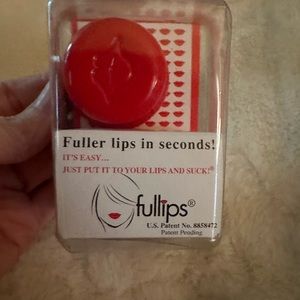 Fuller lips in seconds!
IT'S EASY...
JUST PUT IT TO YOUR LIPS AND SUCK!®
fullips®
U.S. Patent No. 8858472
Patent Pending